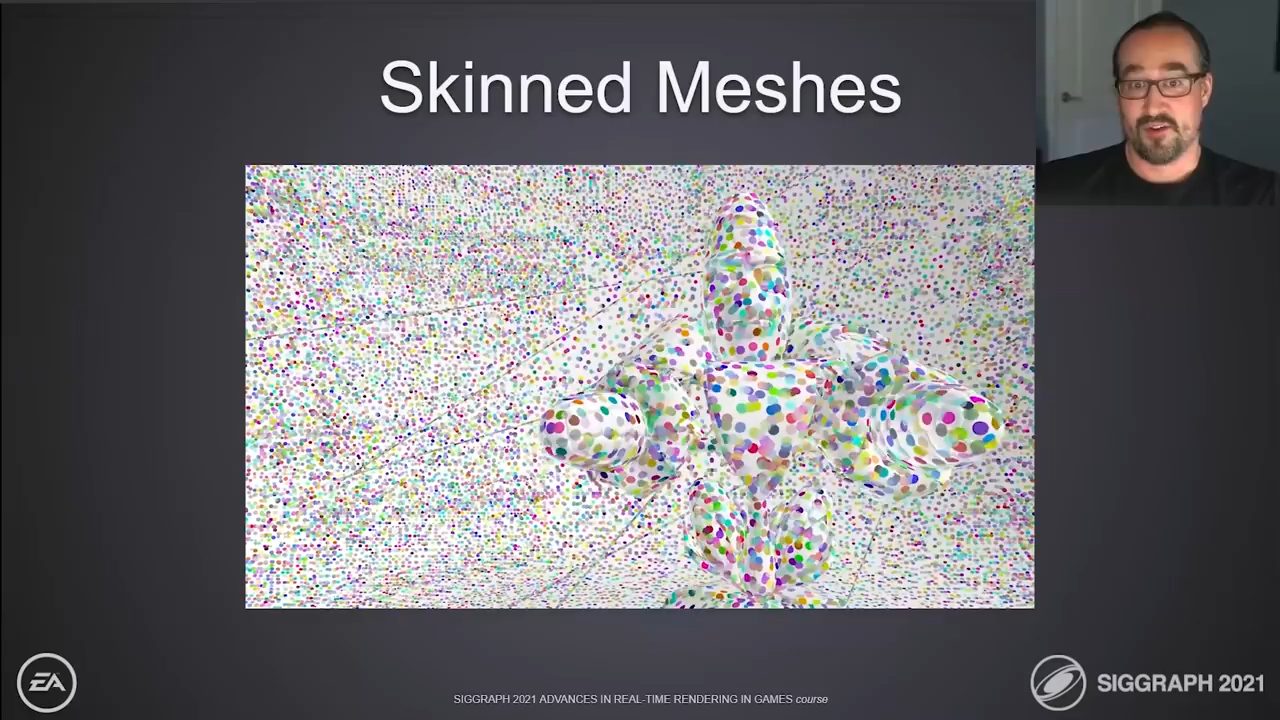 Skinned Meshes
EA
SIGGRAPH 2021 ADVANCES IN REAL-TIME RENDERING IN GAMES course
SIGGRAPH 2021